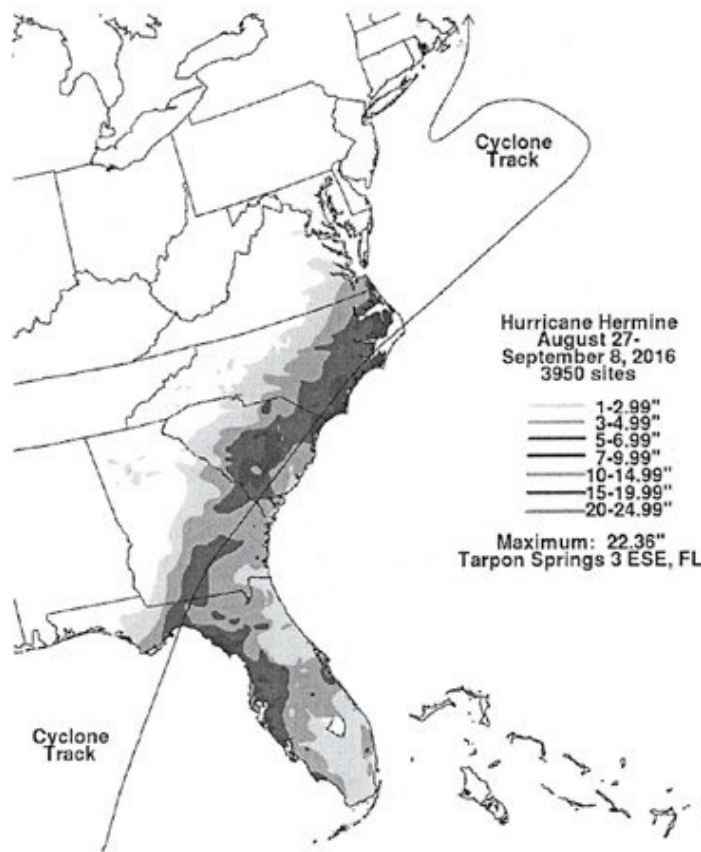 Cyclone
Track
Hurricane Hermine
August 27-
September 8, 2016
3950 sites
1-2.99"
3-4.99"
5-6.99"
7-9.99"
10-14.99"
15-19.99"
20-24.99"
Maximum: 22.36"
Tarpon Springs 3 ESE, FL
Cyclone
Track